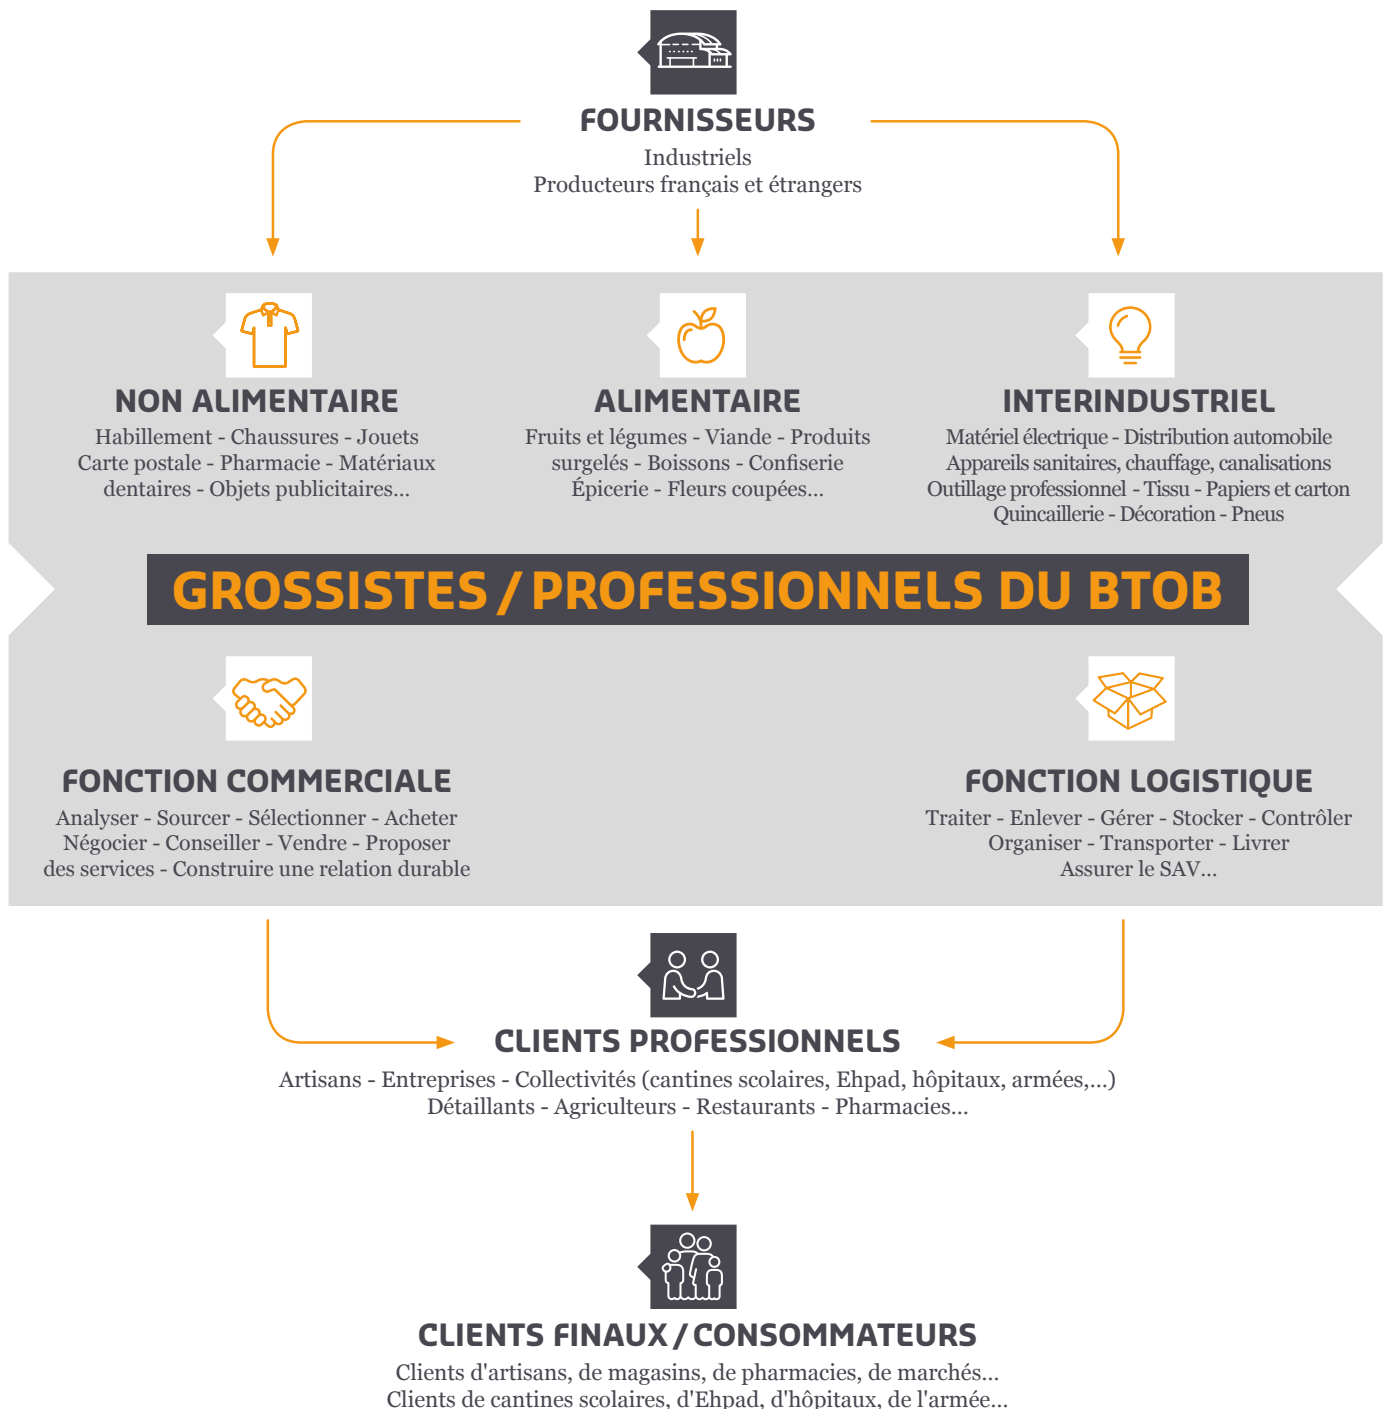 FOURNISSEURS
Industriels
Producteurs français et étrangers
NON ALIMENTAIRE
Habillement - Chaussures - Jouets
Carte postale - Pharmacie - Matériaux
dentaires - Objets publicitaires...
ALIMENTAIRE
Fruits et légumes - Viande - Produits
surgelés - Boissons - Confiserie
Épicerie - Fleurs coupées...
INTERINDUSTRIEL
Matériel électrique - Distribution automobile
Appareils sanitaires, chauffage, canalisations
Outillage professionnel - Tissu - Papiers et carton
Quincaillerie - Décoration - Pneus
GROSSISTES / PROFESSIONNELS DU BTOB
FONCTION COMMERCIALE
Analyser - Sourcer - Sélectionner - Acheter
Négocier - Conseiller - Vendre - Proposer
des services - Construire une relation durable
FONCTION LOGISTIQUE
Traiter - Enlever - Gérer - Stocker - Contrôler
Organiser - Transporter - Livrer
Assurer le SAV...
CLIENTS PROFESSIONNELS
Artisans - Entreprises - Collectivités (cantines scolaires, Ehpad, hôpitaux, armées,...)
Détaillants - Agriculteurs - Restaurants - Pharmacies...
CLIENTS FINAUX / CONSOMMATEURS
Clients d'artisans, de magasins, de pharmacies, de marchés...
Clients de cantines scolaires, d'Ehpad, d'hôpitaux, de l'armée...